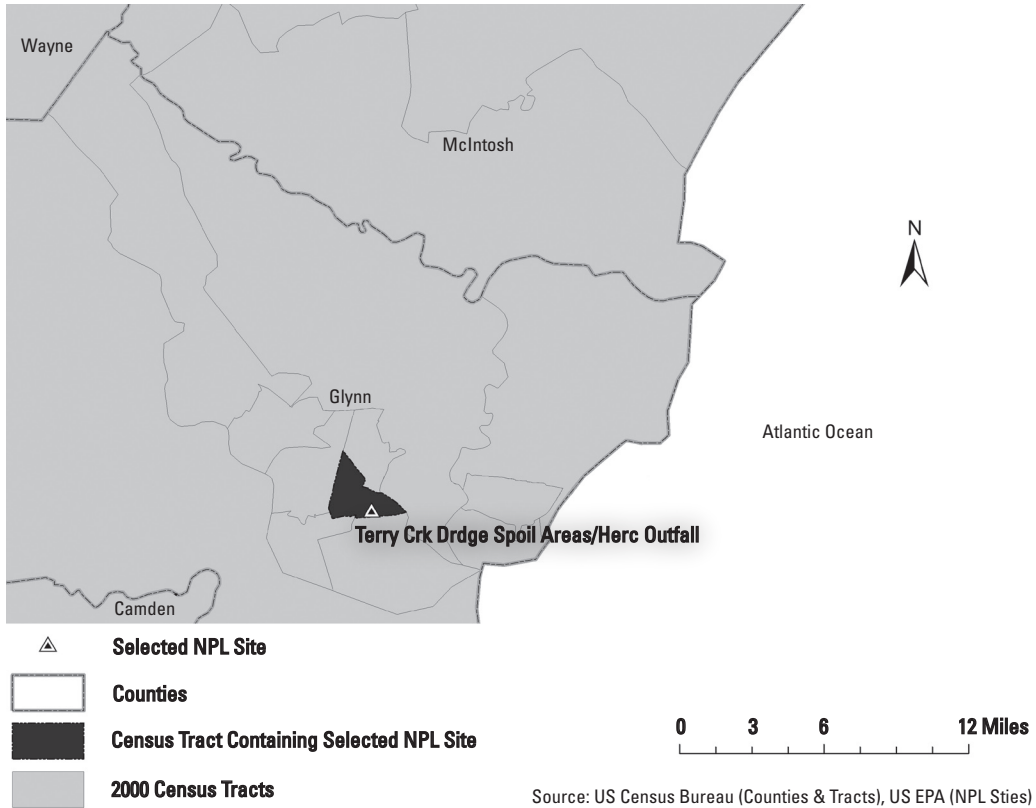 Wayne
McIntosh
N
Glynn
Atlantic Ocean
Terry Crk Drdge Spoil Areas/Herc Outfall
Camden
Selected NPL Site
Counties
Census Tract Containing Selected NPL Site
2000 Census Tracts
0 3 6 12 Miles
Source: US Census Bureau (Counties & Tracts), US EPA (NPL Sties)